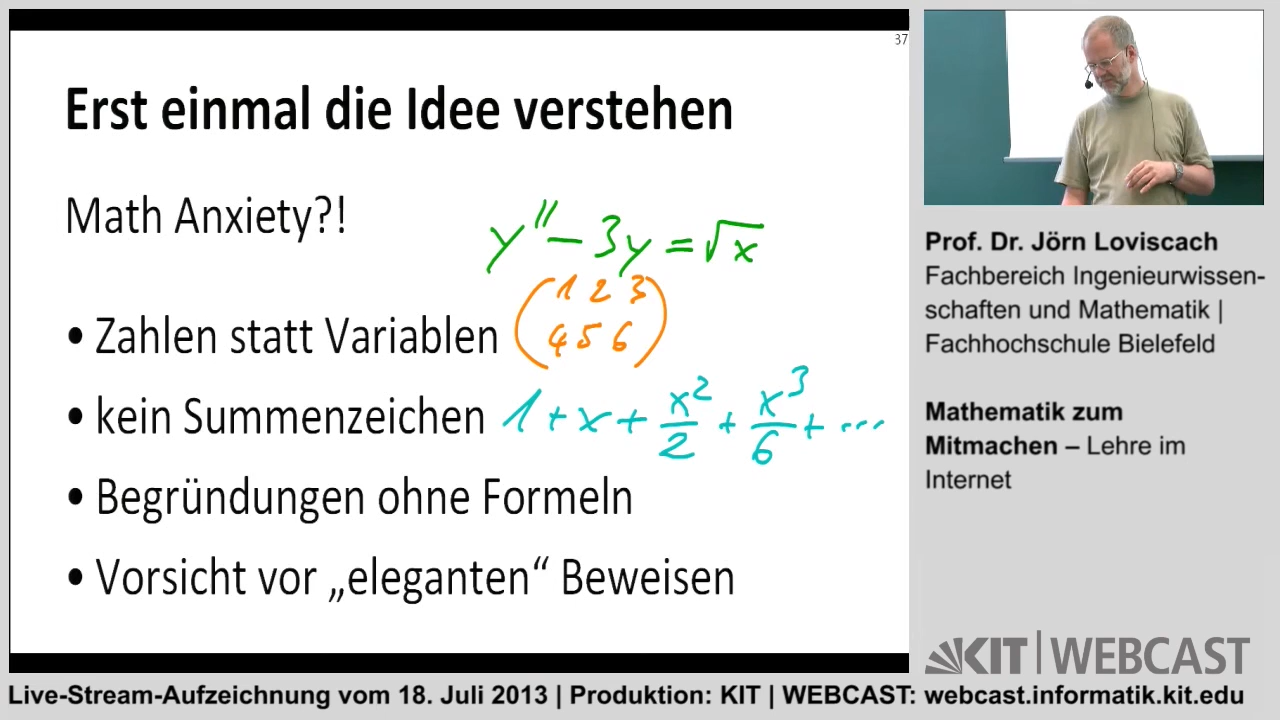 37
Erst einmal die Idee verstehen
Math Anxiety?!
y'' − 3y = √x
• Zahlen statt Variablen
(1 2 3
4 5 6)
• kein Summenzeichen 1 + x + x²/2 + x³/6 + ...
• Begründungen ohne Formeln
• Vorsicht vor „eleganten“ Beweisen
Prof. Dr. Jörn Loviscach
Fachbereich Ingenieurwissen-
schaften und Mathematik |
Fachhochschule Bielefeld
Mathematik zum
Mitmachen – Lehre im
Internet
KIT | WEBCAST
Live-Stream-Aufzeichnung vom 18. Juli 2013 | Produktion: KIT | WEBCAST: webcast.informatik.kit.edu